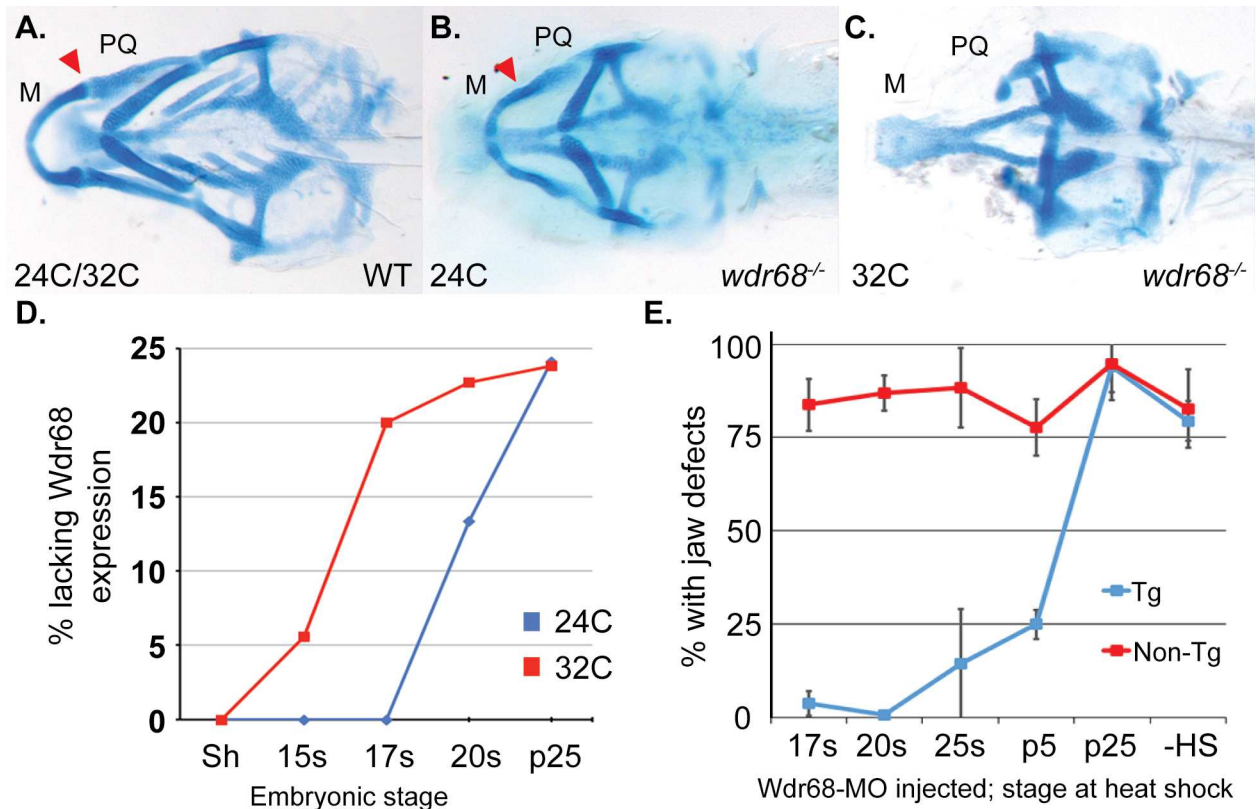 A.
PQ
M
24C/32C
WT
B.
PQ
M
24C
wdr68-/-
C.
PQ
M
32C
wdr68-/-
D.
% lacking Wdr68
expression
25
20
15
10
5
0
24C
32C
Sh 15s 17s 20s p25
Embryonic stage
E.
% with jaw defects
100
75
50
25
0
Tg
Non-Tg
17s 20s 25s p5 p25 -HS
Wdr68-MO injected; stage at heat shock